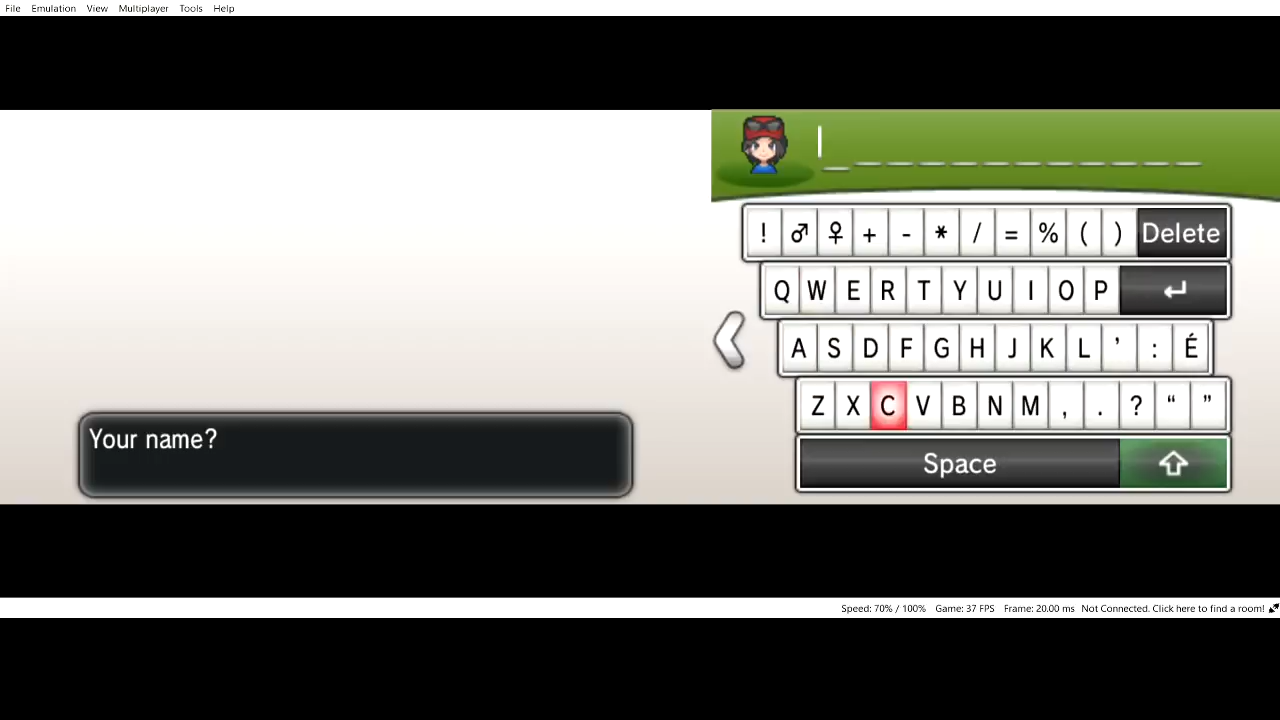 File Emulation View Multiplayer Tools Help
! ♂ ♀ + - * / = % ( ) Delete
Q W E R T Y U I O P ↵
A S D F G H J K L ’ : É
Z X C V B N M , . ? “ ”
Space
Your name?
Speed: 70% / 100% Game: 37 FPS Frame: 20.00 ms Not Connected. Click here to find a room!